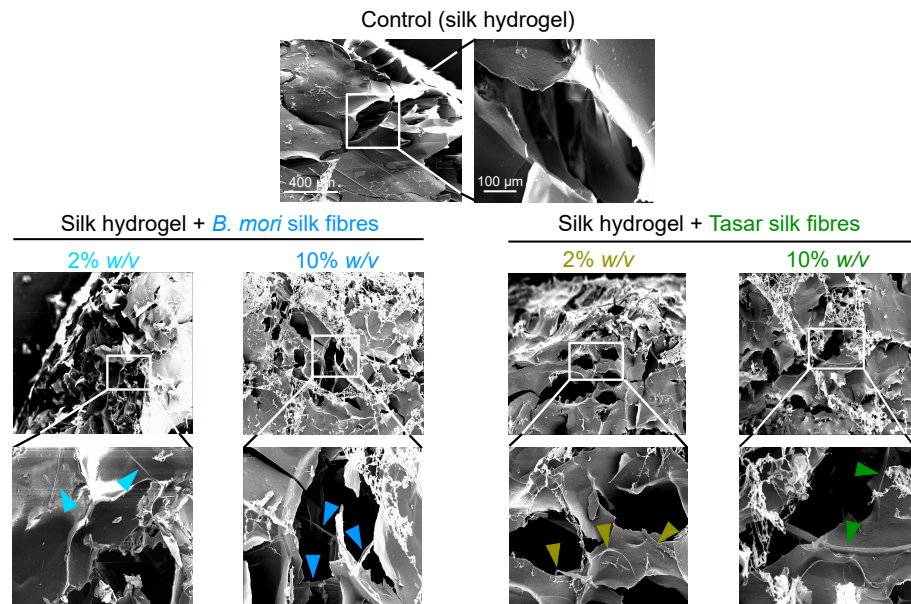 Control (silk hydrogel)
400 µm
100 µm
Silk hydrogel + B. mori silk fibres
2% w/v
10% w/v
Silk hydrogel + Tasar silk fibres
2% w/v
10% w/v